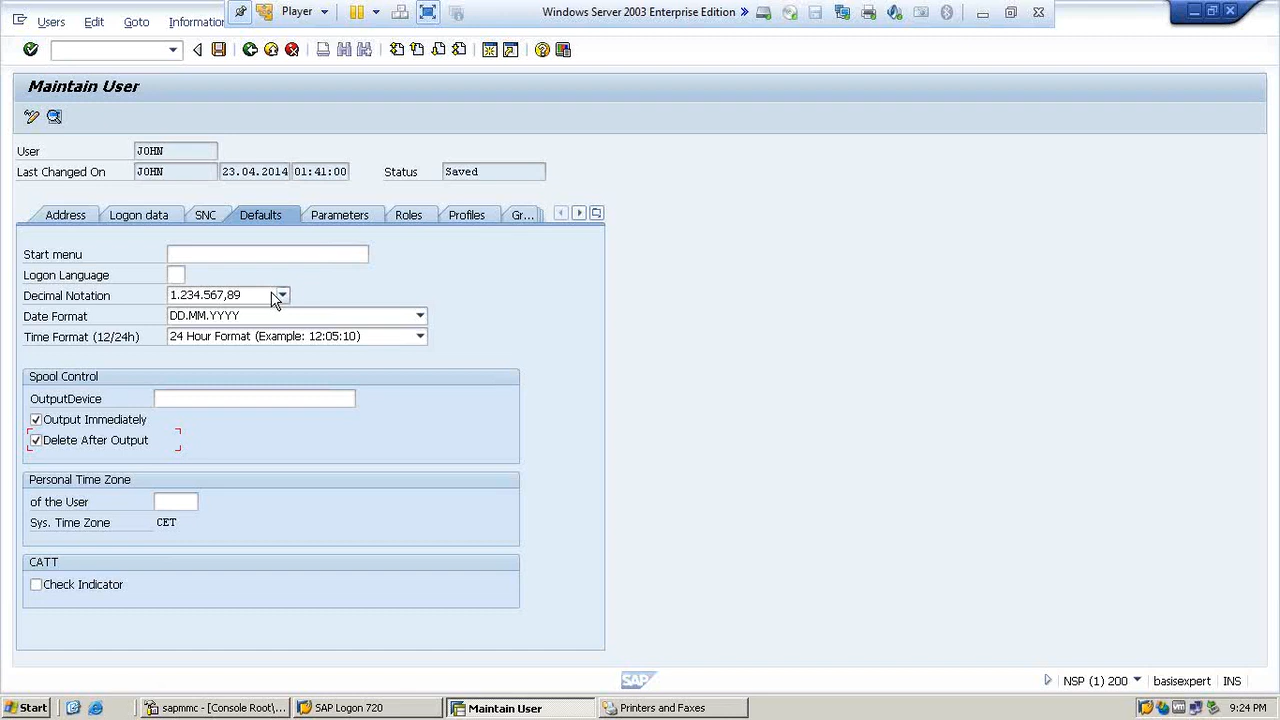 Player
Windows Server 2003 Enterprise Edition
Users Edit Goto Information
Maintain User
User JOHN
Last Changed On JOHN 23.04.2014 01:41:00 Status Saved
Address Logon data SNC Defaults Parameters Roles Profiles Gr...
Start menu
Logon Language
Decimal Notation 1.234.567,89
Date Format DD.MM.YYYY
Time Format (12/24h) 24 Hour Format (Example: 12:05:10)
Spool Control
OutputDevice
Output Immediately
Delete After Output
Personal Time Zone
of the User
Sys. Time Zone CET
CATT
Check Indicator
SAP
NSP (1) 200 basisexpert INS
Start sapmmc - [Console Root\... SAP Logon 720 Maintain User Printers and Faxes 9:24 PM